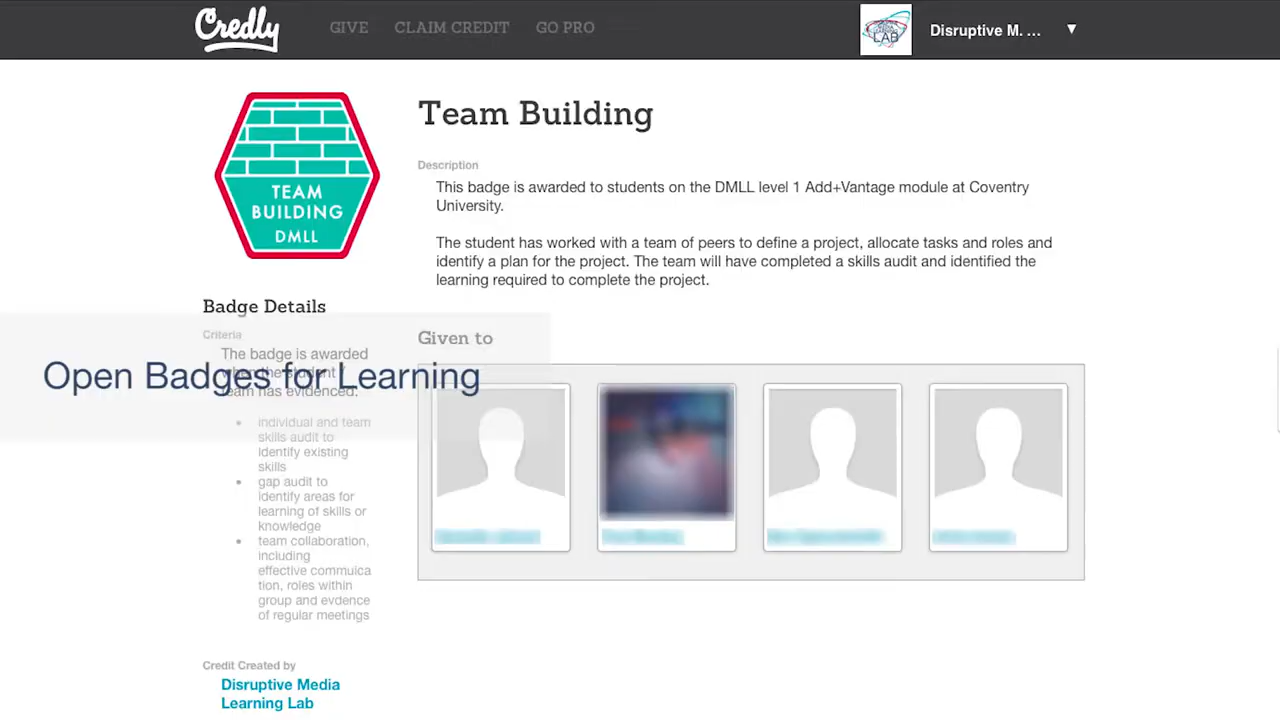 Credly
GIVE
CLAIM CREDIT
GO PRO
LAB
Disruptive M. ...
▼
TEAM
BUILDING
DMLL
Team Building
Description
This badge is awarded to students on the DMLL level 1 Add+Vantage module at Coventry
University.
The student has worked with a team of peers to define a project, allocate tasks and roles and
identify a plan for the project. The team will have completed a skills audit and identified the
learning required to complete the project.
Badge Details
Criteria
The badge is awarded
when the student /
team has evidenced:
Open Badges for Learning
individual and team
skills audit to
identify existing
skills
gap audit to
identify areas for
learning of skills or
knowledge
team collaboration,
including
effective commuica
tion, roles within
group and evdence
of regular meetings
Given to
Credit Created by
Disruptive Media
Learning Lab